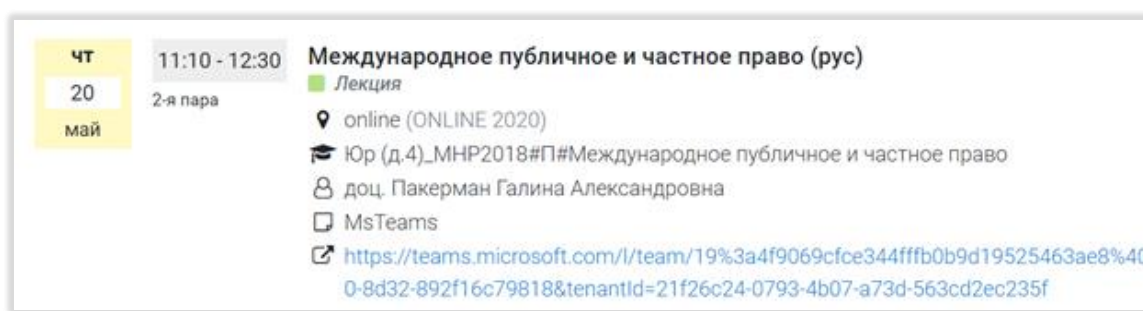 чт
20
май
11:10 - 12:30
2-я пара
Международное публичное и частное право (рус)
Лекция
online (ONLINE 2020)
Юр (д.4)_МНР2018#П#Международное публичное и частное право
доц. Пакерман Галина Александровна
MsTeams
https://teams.microsoft.com/l/team/19%3a4f9069cfce344fffb0b9d19525463ae8%40
0-8d32-892f16c79818&tenantId=21f26c24-0793-4b07-a73d-563cd2ec235f